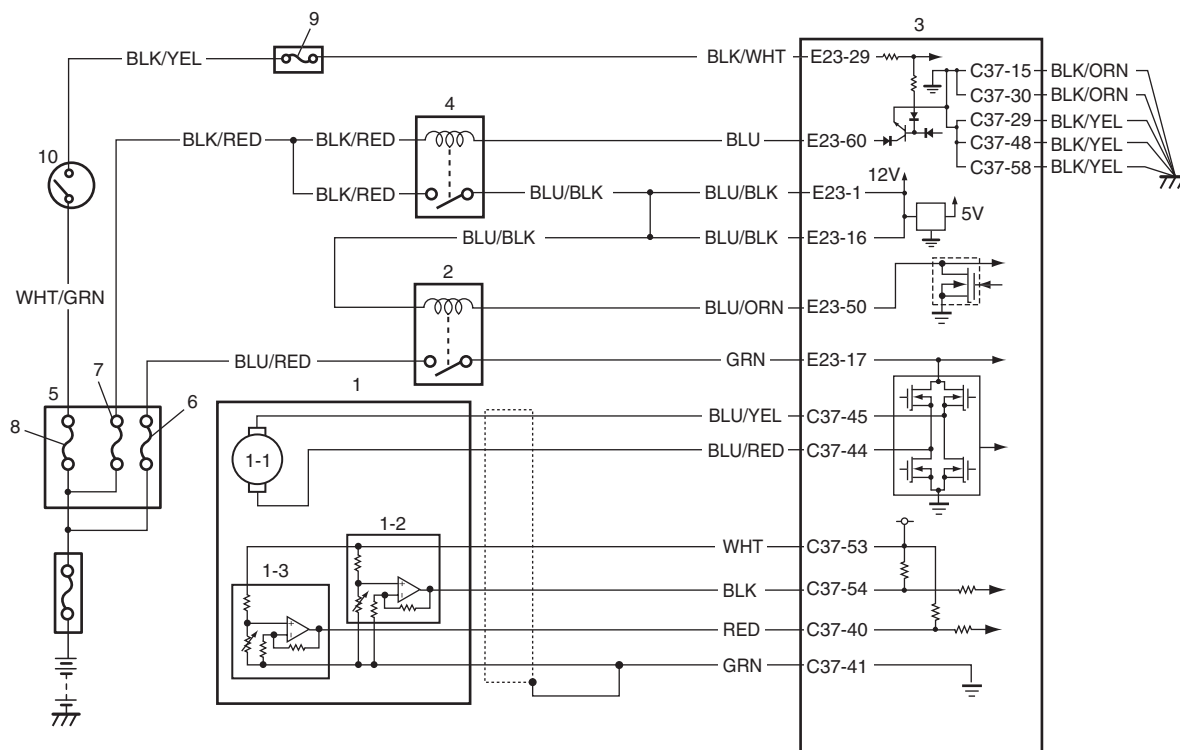 3
9
BLK/YEL
BLK/WHT
E23-29
C37-15
BLK/ORN
C37-30
BLK/ORN
C37-29
BLK/YEL
C37-48
BLK/YEL
C37-58
BLK/YEL
4
BLK/RED
BLK/RED
BLU
E23-60
10
12V
BLK/RED
BLU/BLK
BLU/BLK
E23-1
5V
BLU/BLK
BLU/BLK
E23-16
2
WHT/GRN
BLU/ORN
E23-50
BLU/RED
GRN
E23-17
7
5
6
8
1
BLU/YEL
C37-45
1-1
BLU/RED
C37-44
1-2
WHT
C37-53
1-3
+
−
BLK
C37-54
+
−
RED
C37-40
GRN
C37-41